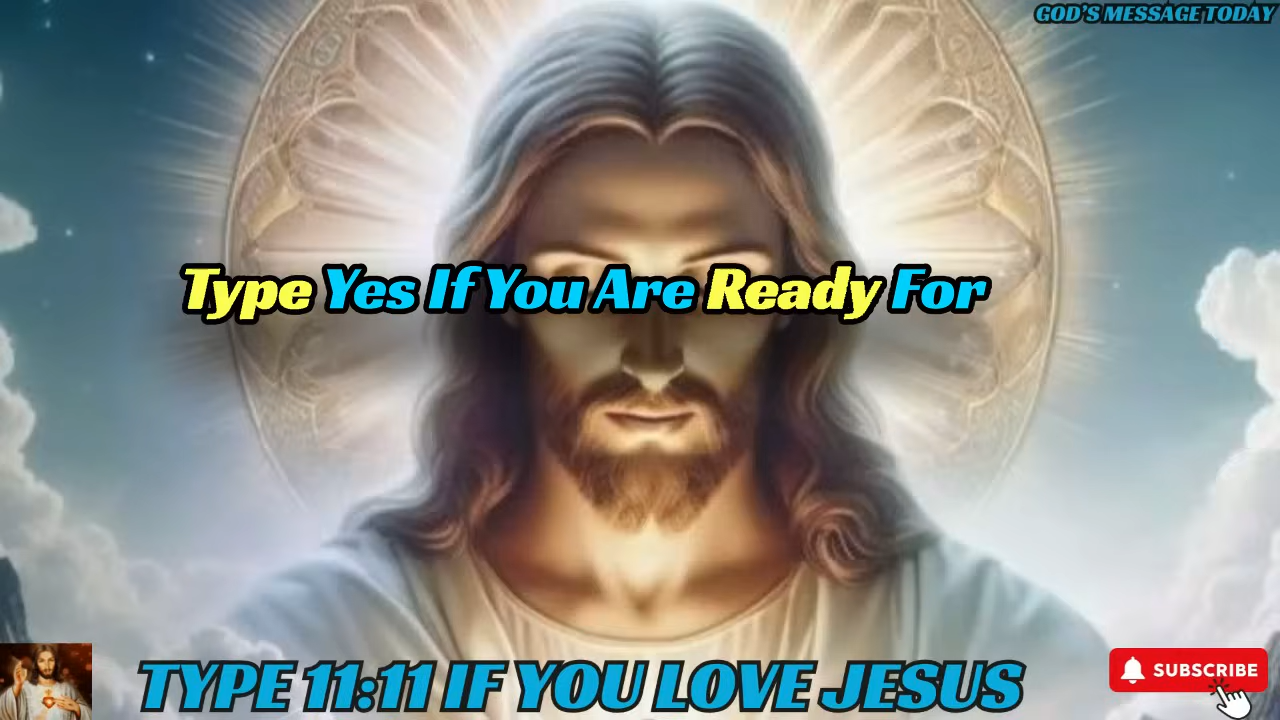 GOD'S MESSAGE TODAY
Type Yes If You Are Ready For
TYPE 11:11 IF YOU LOVE JESUS
SUBSCRIBE